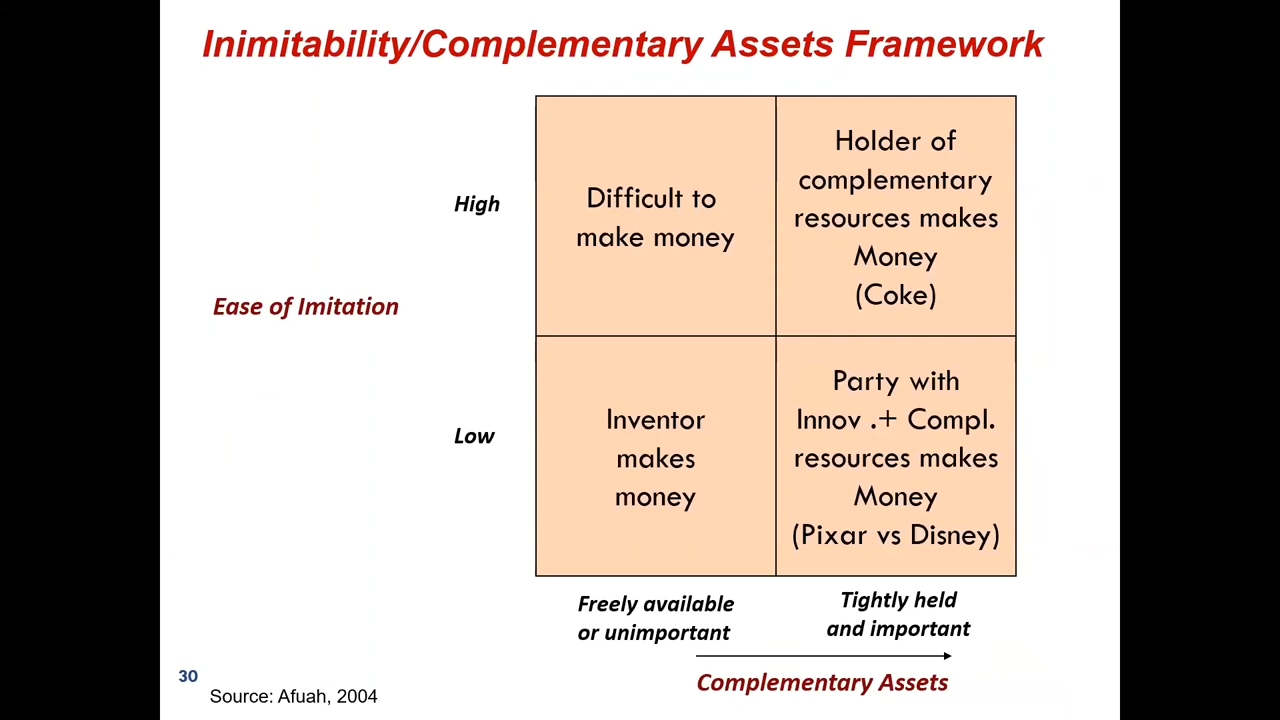 Inimitability/Complementary Assets Framework
High
Difficult to
make money
Holder of
complementary
resources makes
Money
(Coke)
Ease of Imitation
Low
Inventor
makes
money
Party with
Innov .+ Compl.
resources makes
Money
(Pixar vs Disney)
Freely available
or unimportant
Tightly held
and important
Complementary Assets
30
Source: Afuah, 2004